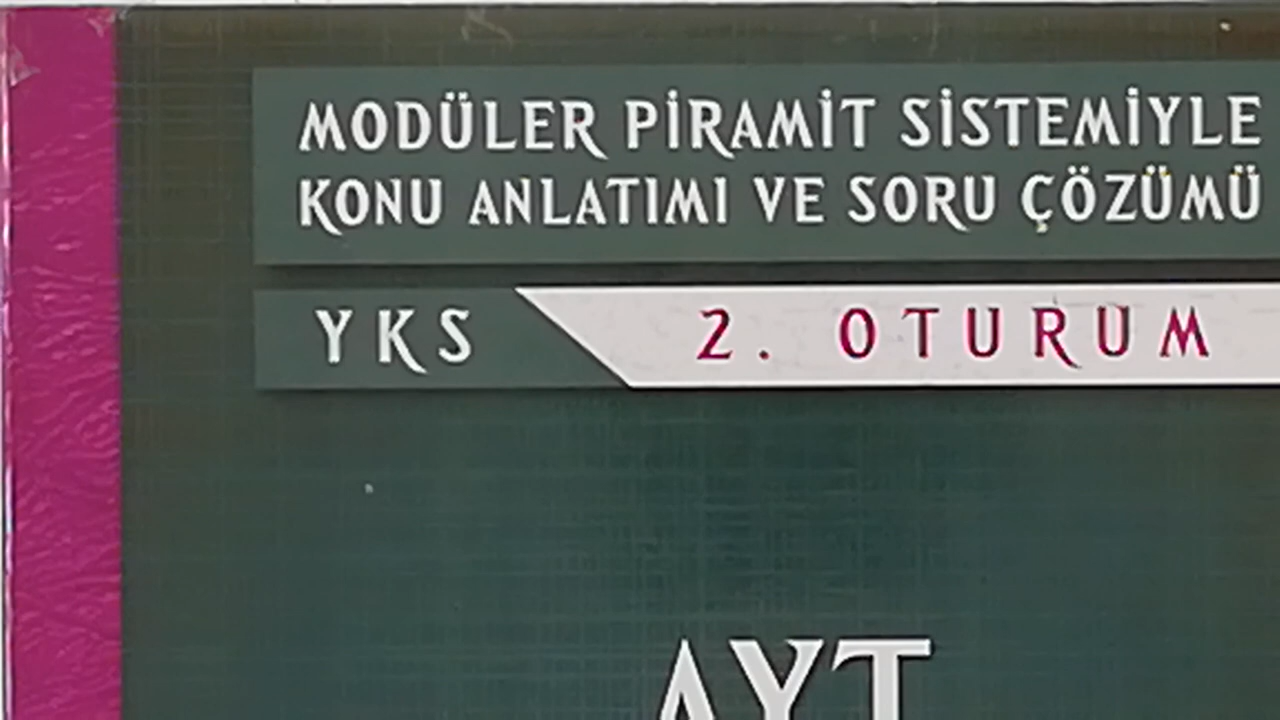 MODÜLER PİRAMİT SİSTEMİYLE
KONU ANLATIMI VE SORU ÇÖZÜMÜ
YKS 2. OTURUM
AYT